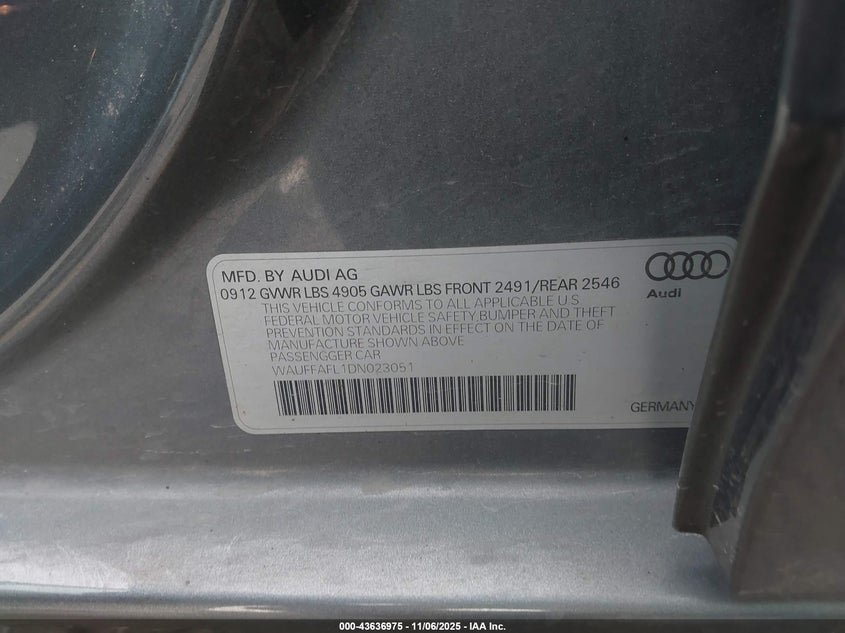 MFD. BY AUDI AG
0912 GVWR LBS 4905 GAWR LBS FRONT 2491/REAR 2546
THIS VEHICLE CONFORMS TO ALL APPLICABLE U.S
FEDERAL MOTOR VEHICLE SAFETY,BUMPER AND THEFT
PREVENTION STANDARDS IN EFFECT ON THE DATE OF
MANUFACTURE SHOWN ABOVE
PASSENGGER CAR
WAUFFAFL1DN023051
Audi
GERMANY
000-43636975 - 11/06/2025 - IAA Inc.